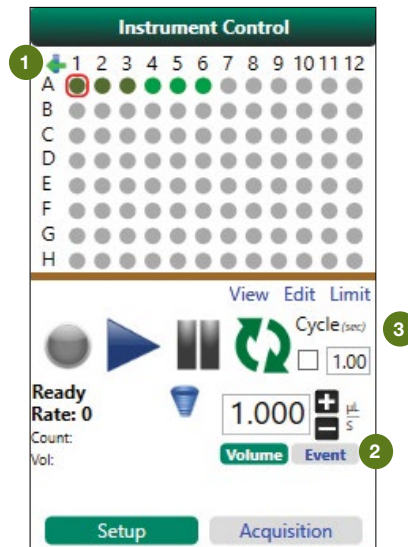 Instrument Control
1
1 2 3 4 5 6 7 8 9 10 11 12
A
B
C
D
E
F
G
H
View Edit Limit
Cycle (sec)
3
1.00
Ready
Rate: 0
Count:
Vol:
1.000
µL
S
Volume Event
2
Setup Acquisition